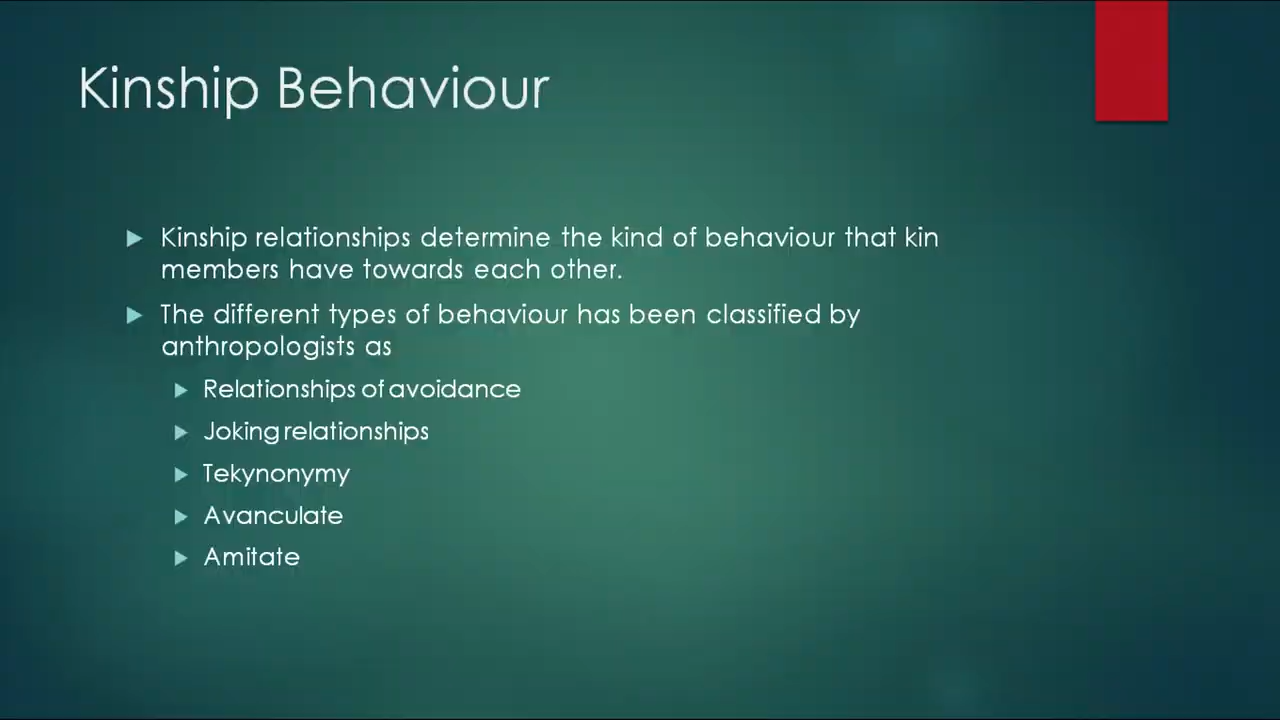 Kinship Behaviour
Kinship relationships determine the kind of behaviour that kin
members have towards each other.
The different types of behaviour has been classified by
anthropologists as
Relationships of avoidance
Joking relationships
Tekynonymy
Avanculate
Amitate